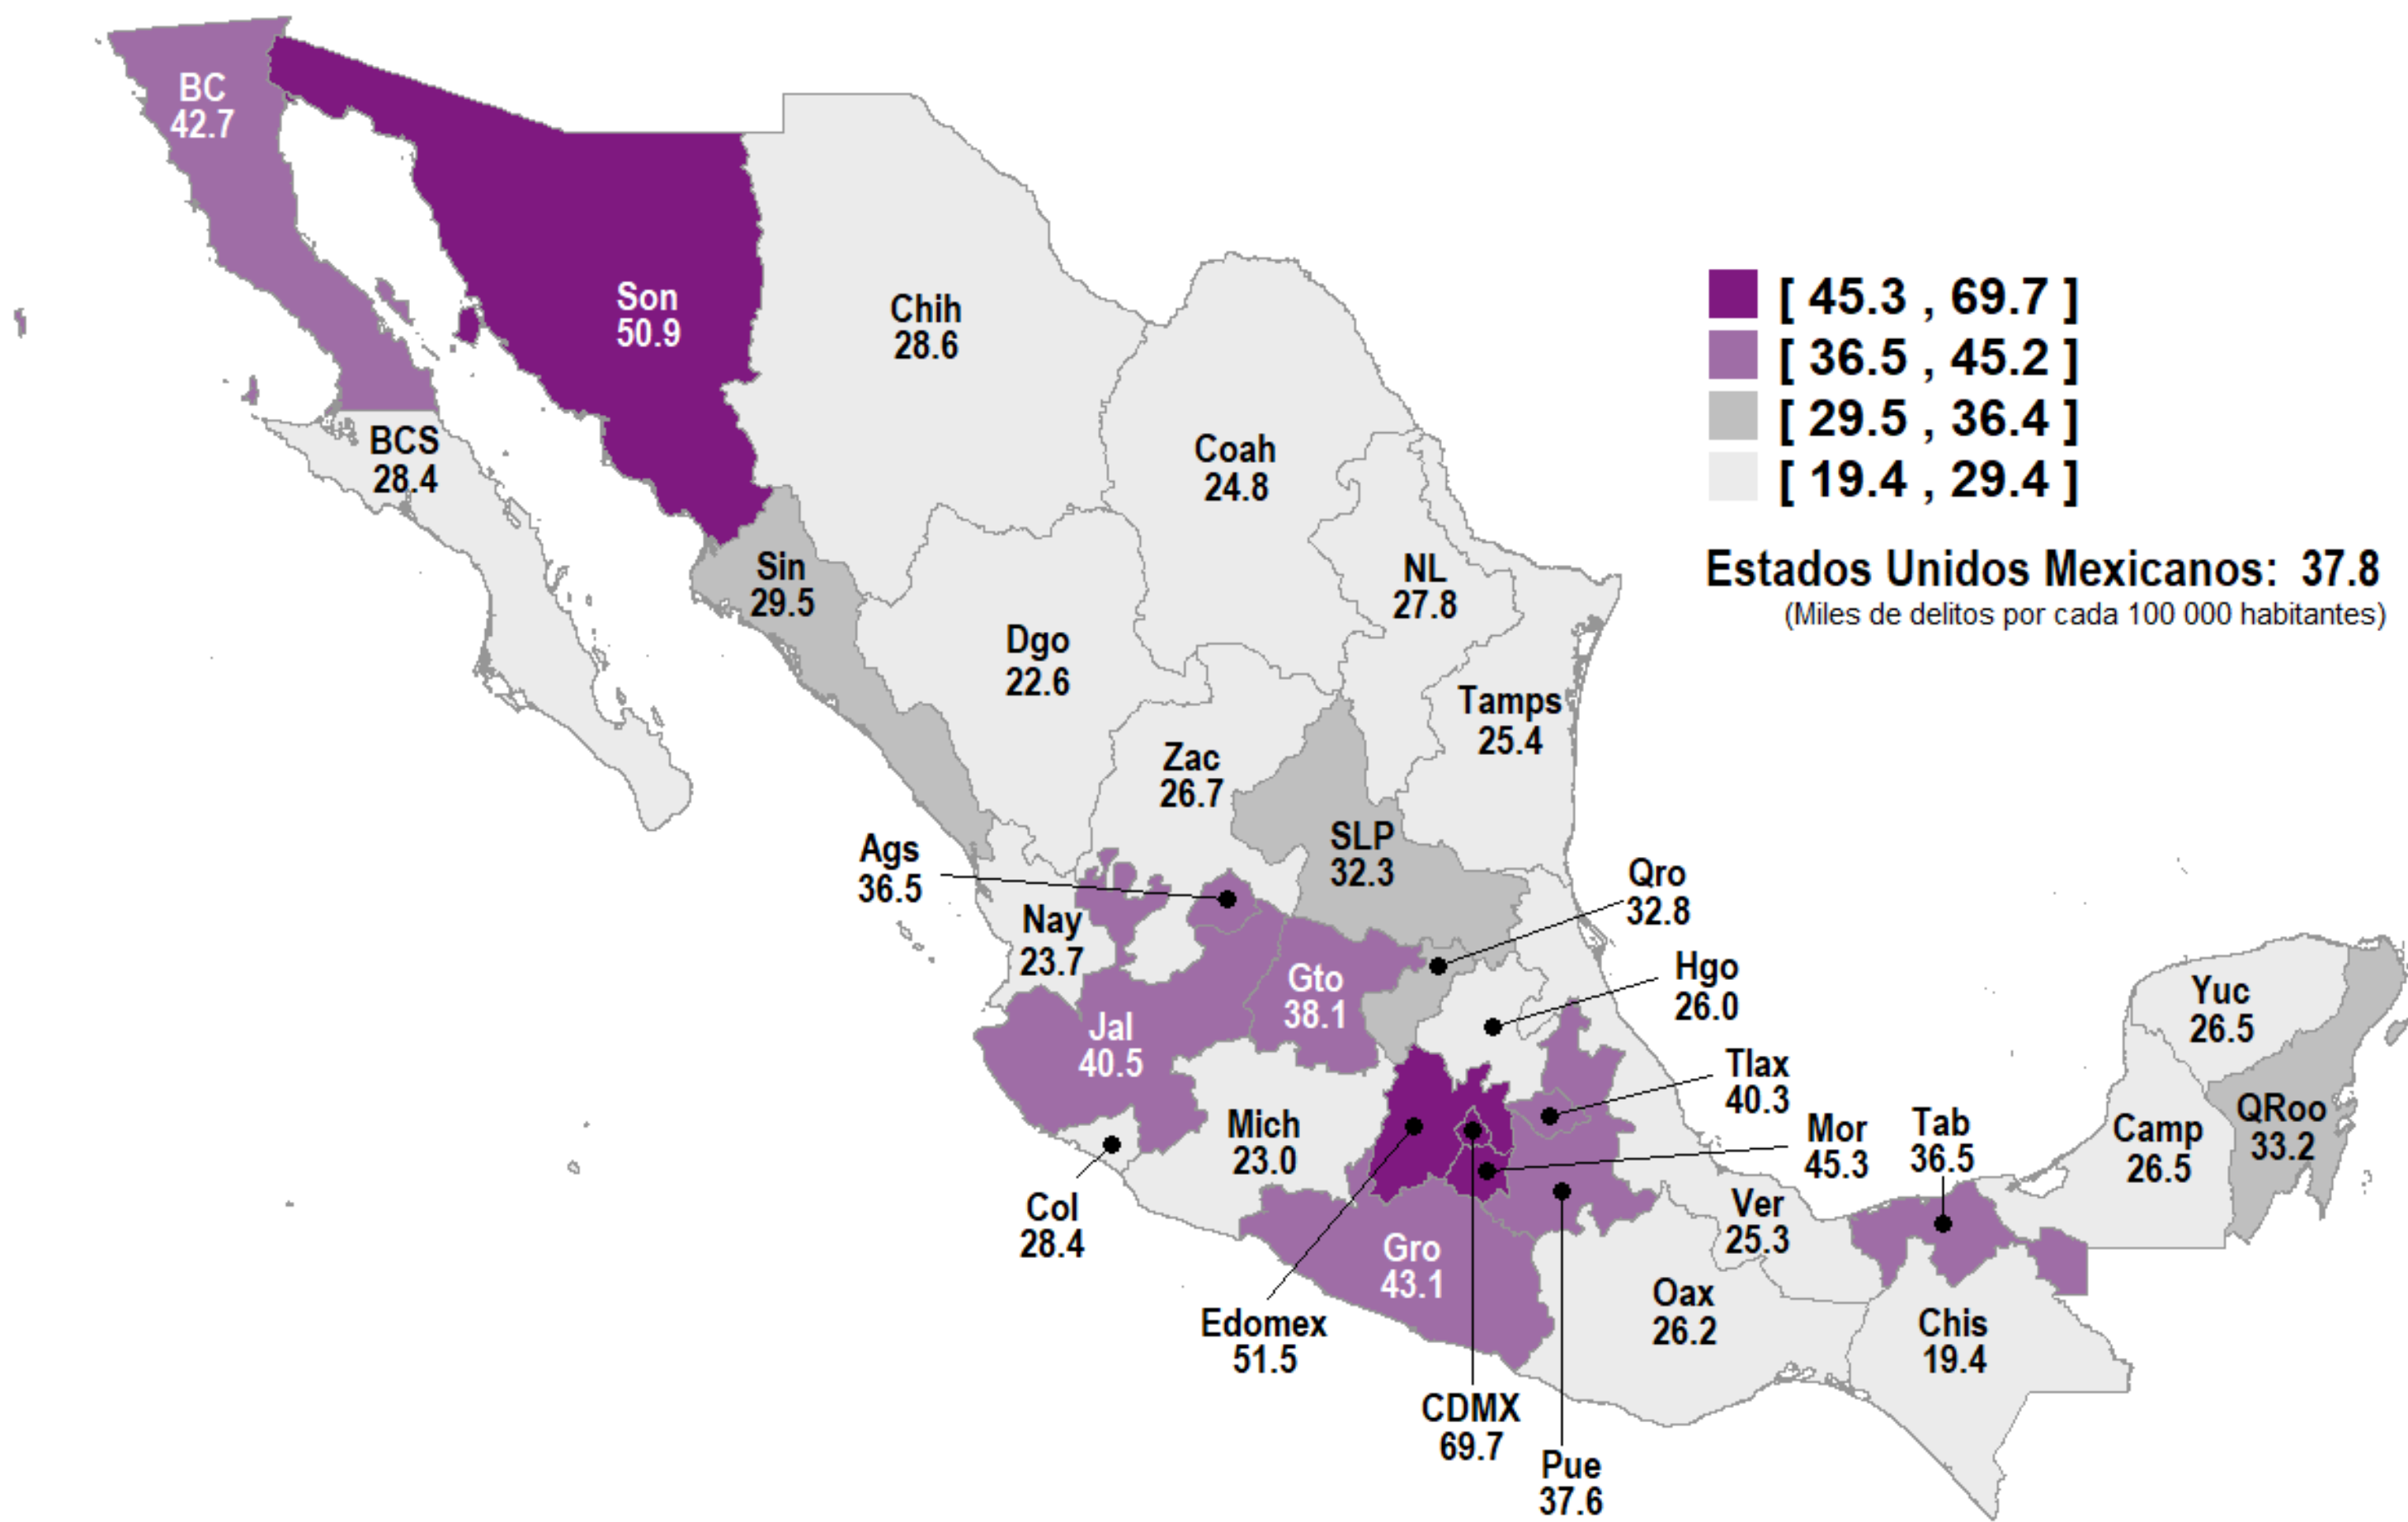 BC
42.7
Son
50.9
Chih
28.6
[ 45.3 , 69.7 ]
[ 36.5 , 45.2 ]
[ 29.5 , 36.4 ]
[ 19.4 , 29.4 ]
Estados Unidos Mexicanos: 37.8
(Miles de delitos por cada 100 000 habitantes)
BCS
28.4
Coah
24.8
Sin
29.5
NL
27.8
Dgo
22.6
Tamps
25.4
Zac
26.7
Ags
36.5
SLP
32.3
Qro
32.8
Nay
23.7
Gto
38.1
Hgo
26.0
Yuc
26.5
Jal
40.5
Tlax
40.3
Mich
23.0
Mor
45.3
Tab
36.5
Camp
26.5
QRoo
33.2
Col
28.4
Ver
25.3
Gro
43.1
Oax
26.2
Edomex
51.5
Chis
19.4
CDMX
69.7
Pue
37.6